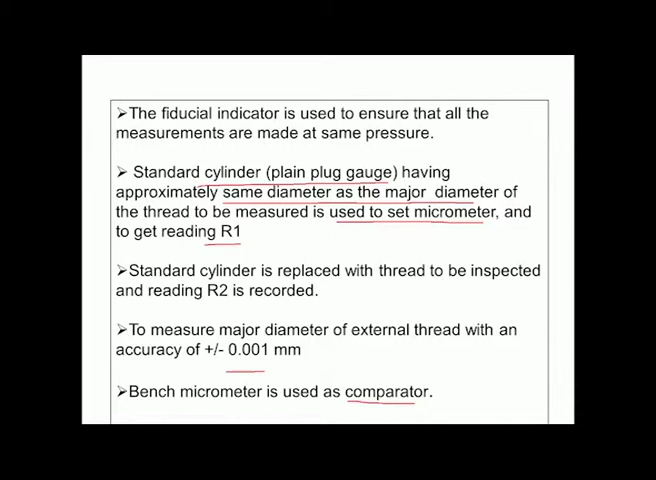 ➢The fiducial indicator is used to ensure that all the
measurements are made at same pressure.
➢ Standard cylinder (plain plug gauge) having
approximately same diameter as the major diameter of
the thread to be measured is used to set micrometer, and
to get reading R1
➢Standard cylinder is replaced with thread to be inspected
and reading R2 is recorded.
➢To measure major diameter of external thread with an
accuracy of +/- 0.001 mm
➢Bench micrometer is used as comparator.